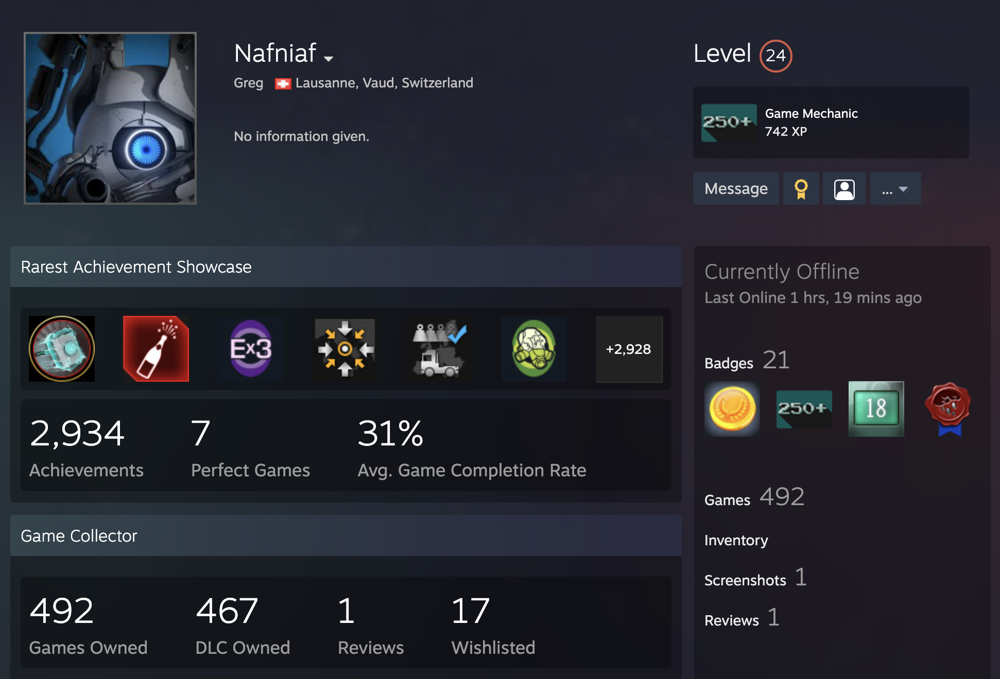 Nafniaf
Greg Lausanne, Vaud, Switzerland
No information given.
Level 24
250+
Game Mechanic
742 XP
Message
...
Rarest Achievement Showcase
Ex3
+2,928
2,934
Achievements
7
Perfect Games
31%
Avg. Game Completion Rate
Game Collector
492
Games Owned
467
DLC Owned
1
Reviews
17
Wishlisted
Currently Offline
Last Online 1 hrs, 19 mins ago
Badges 21
250+
18
Games 492
Inventory
Screenshots 1
Reviews 1